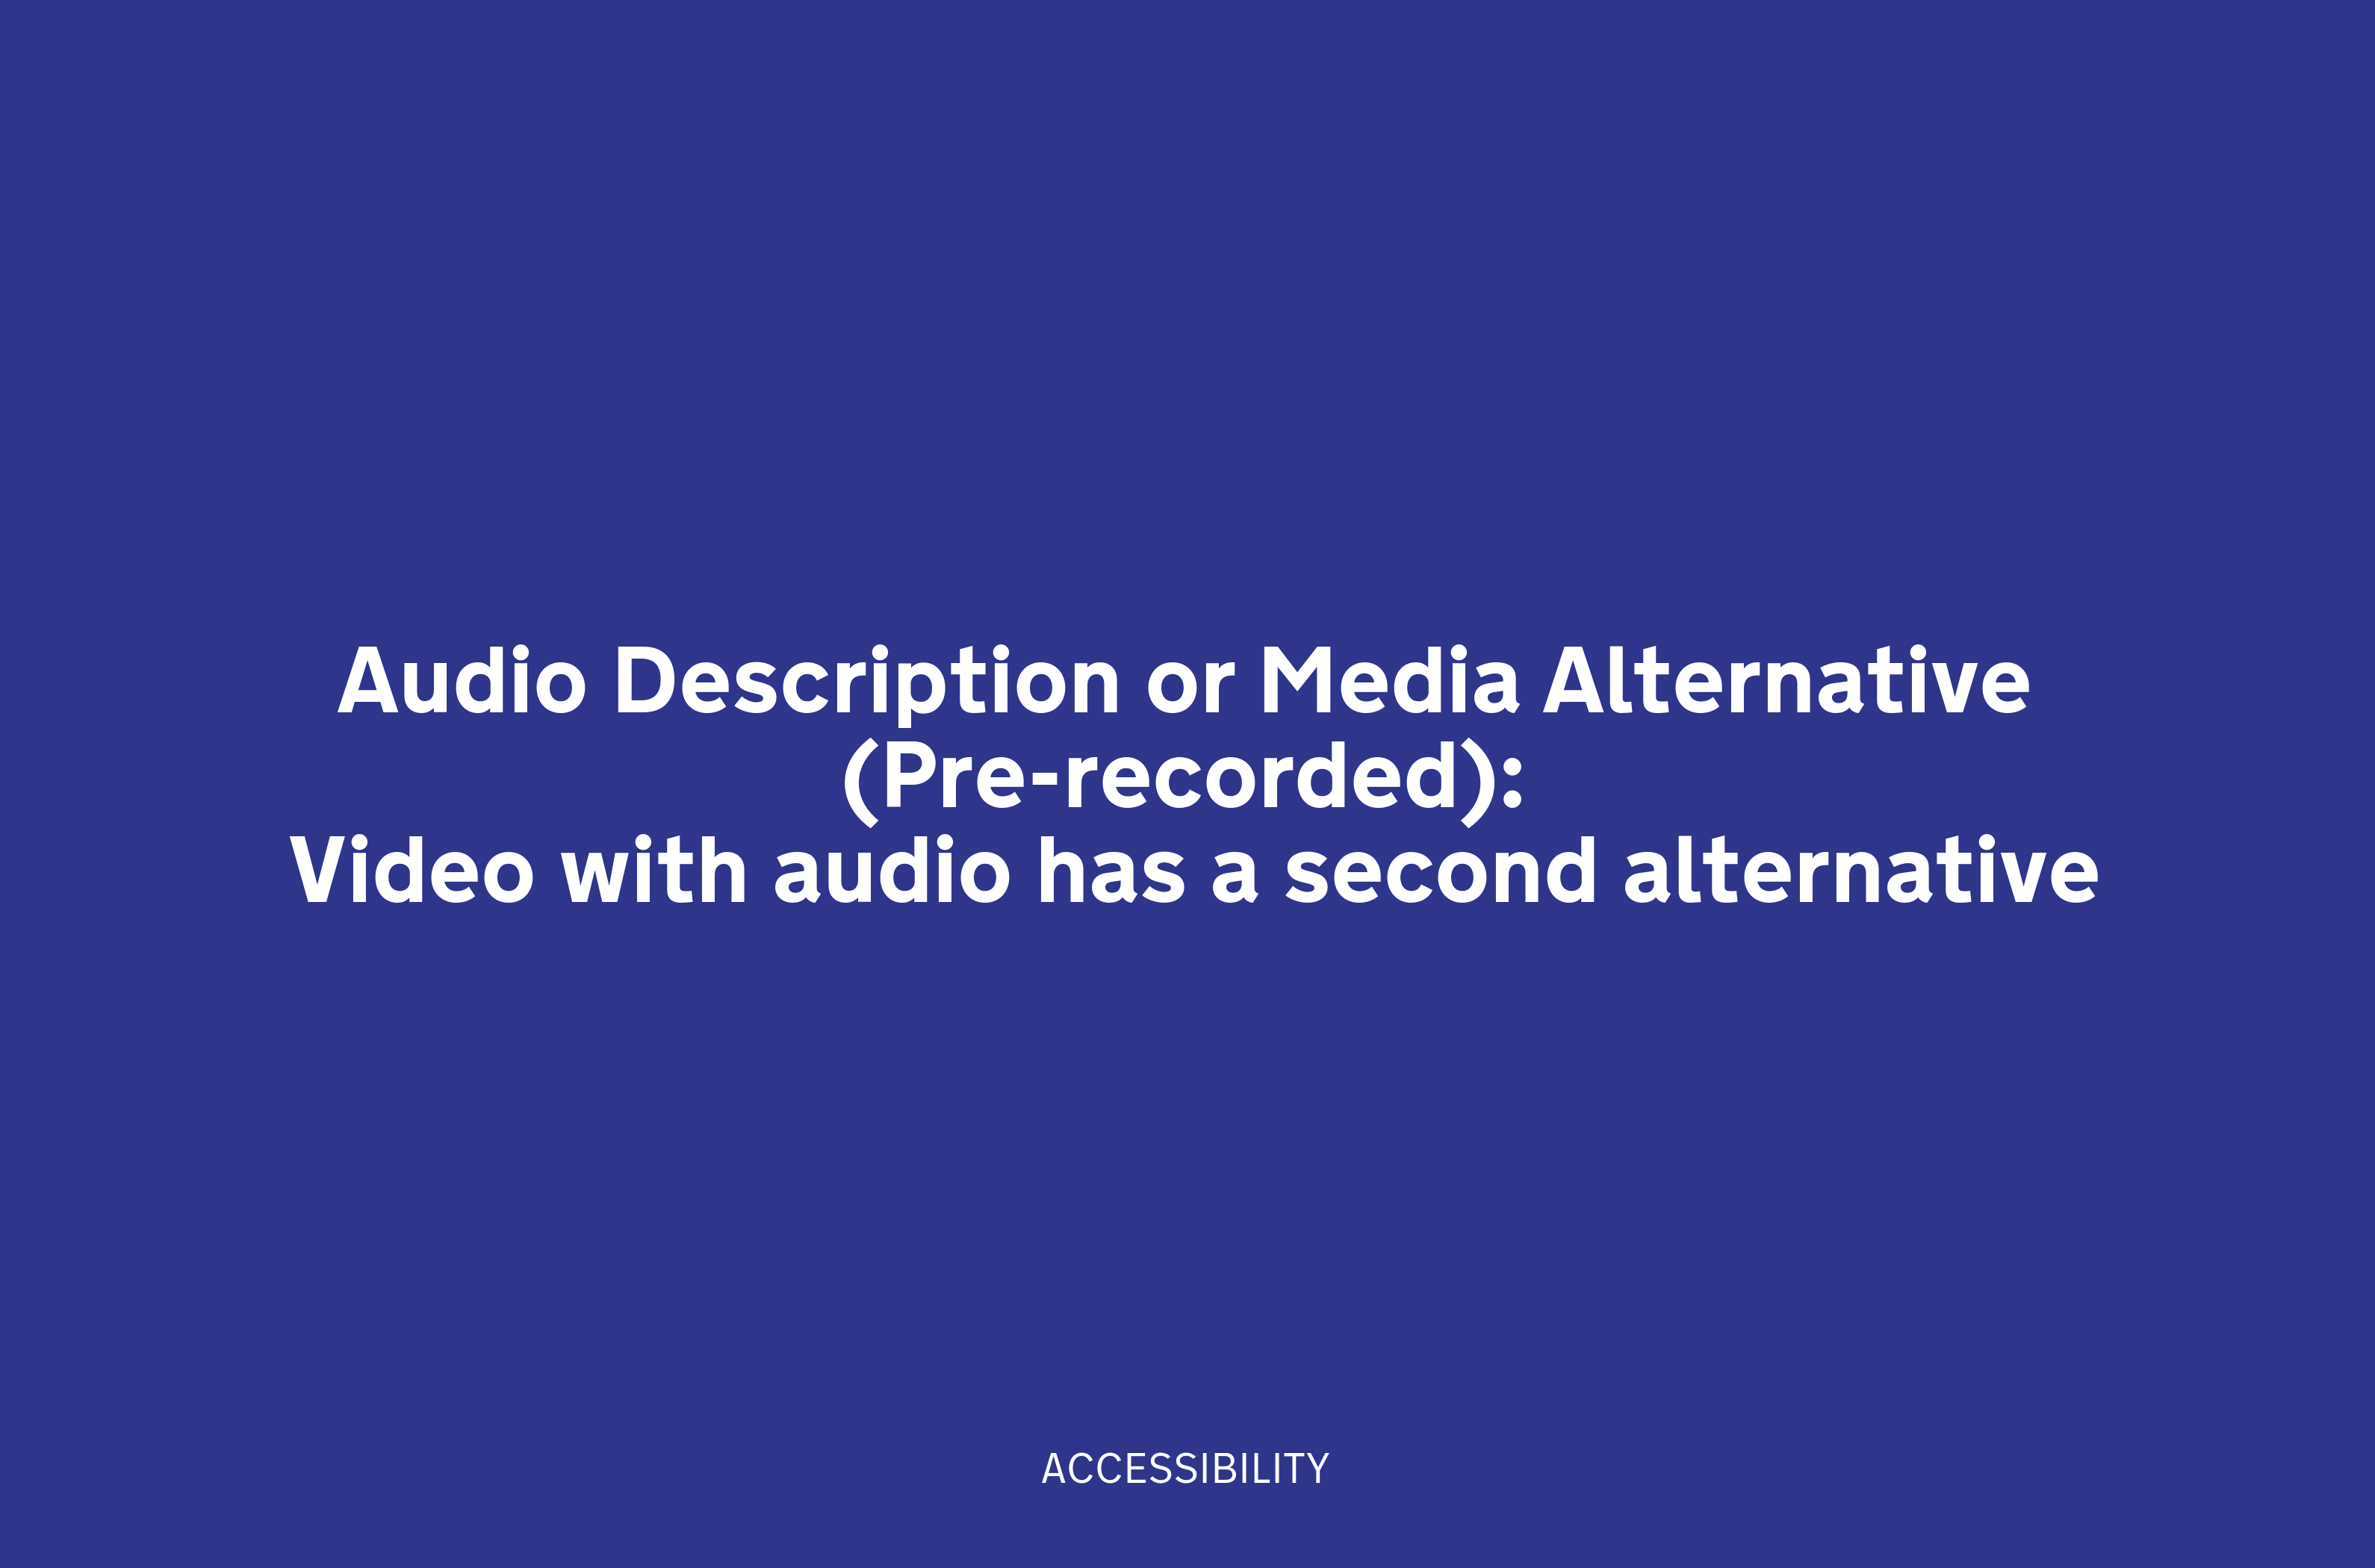 Audio Description or Media Alternative
(Pre-recorded):
Video with audio has a second alternative
ACCESSIBILITY